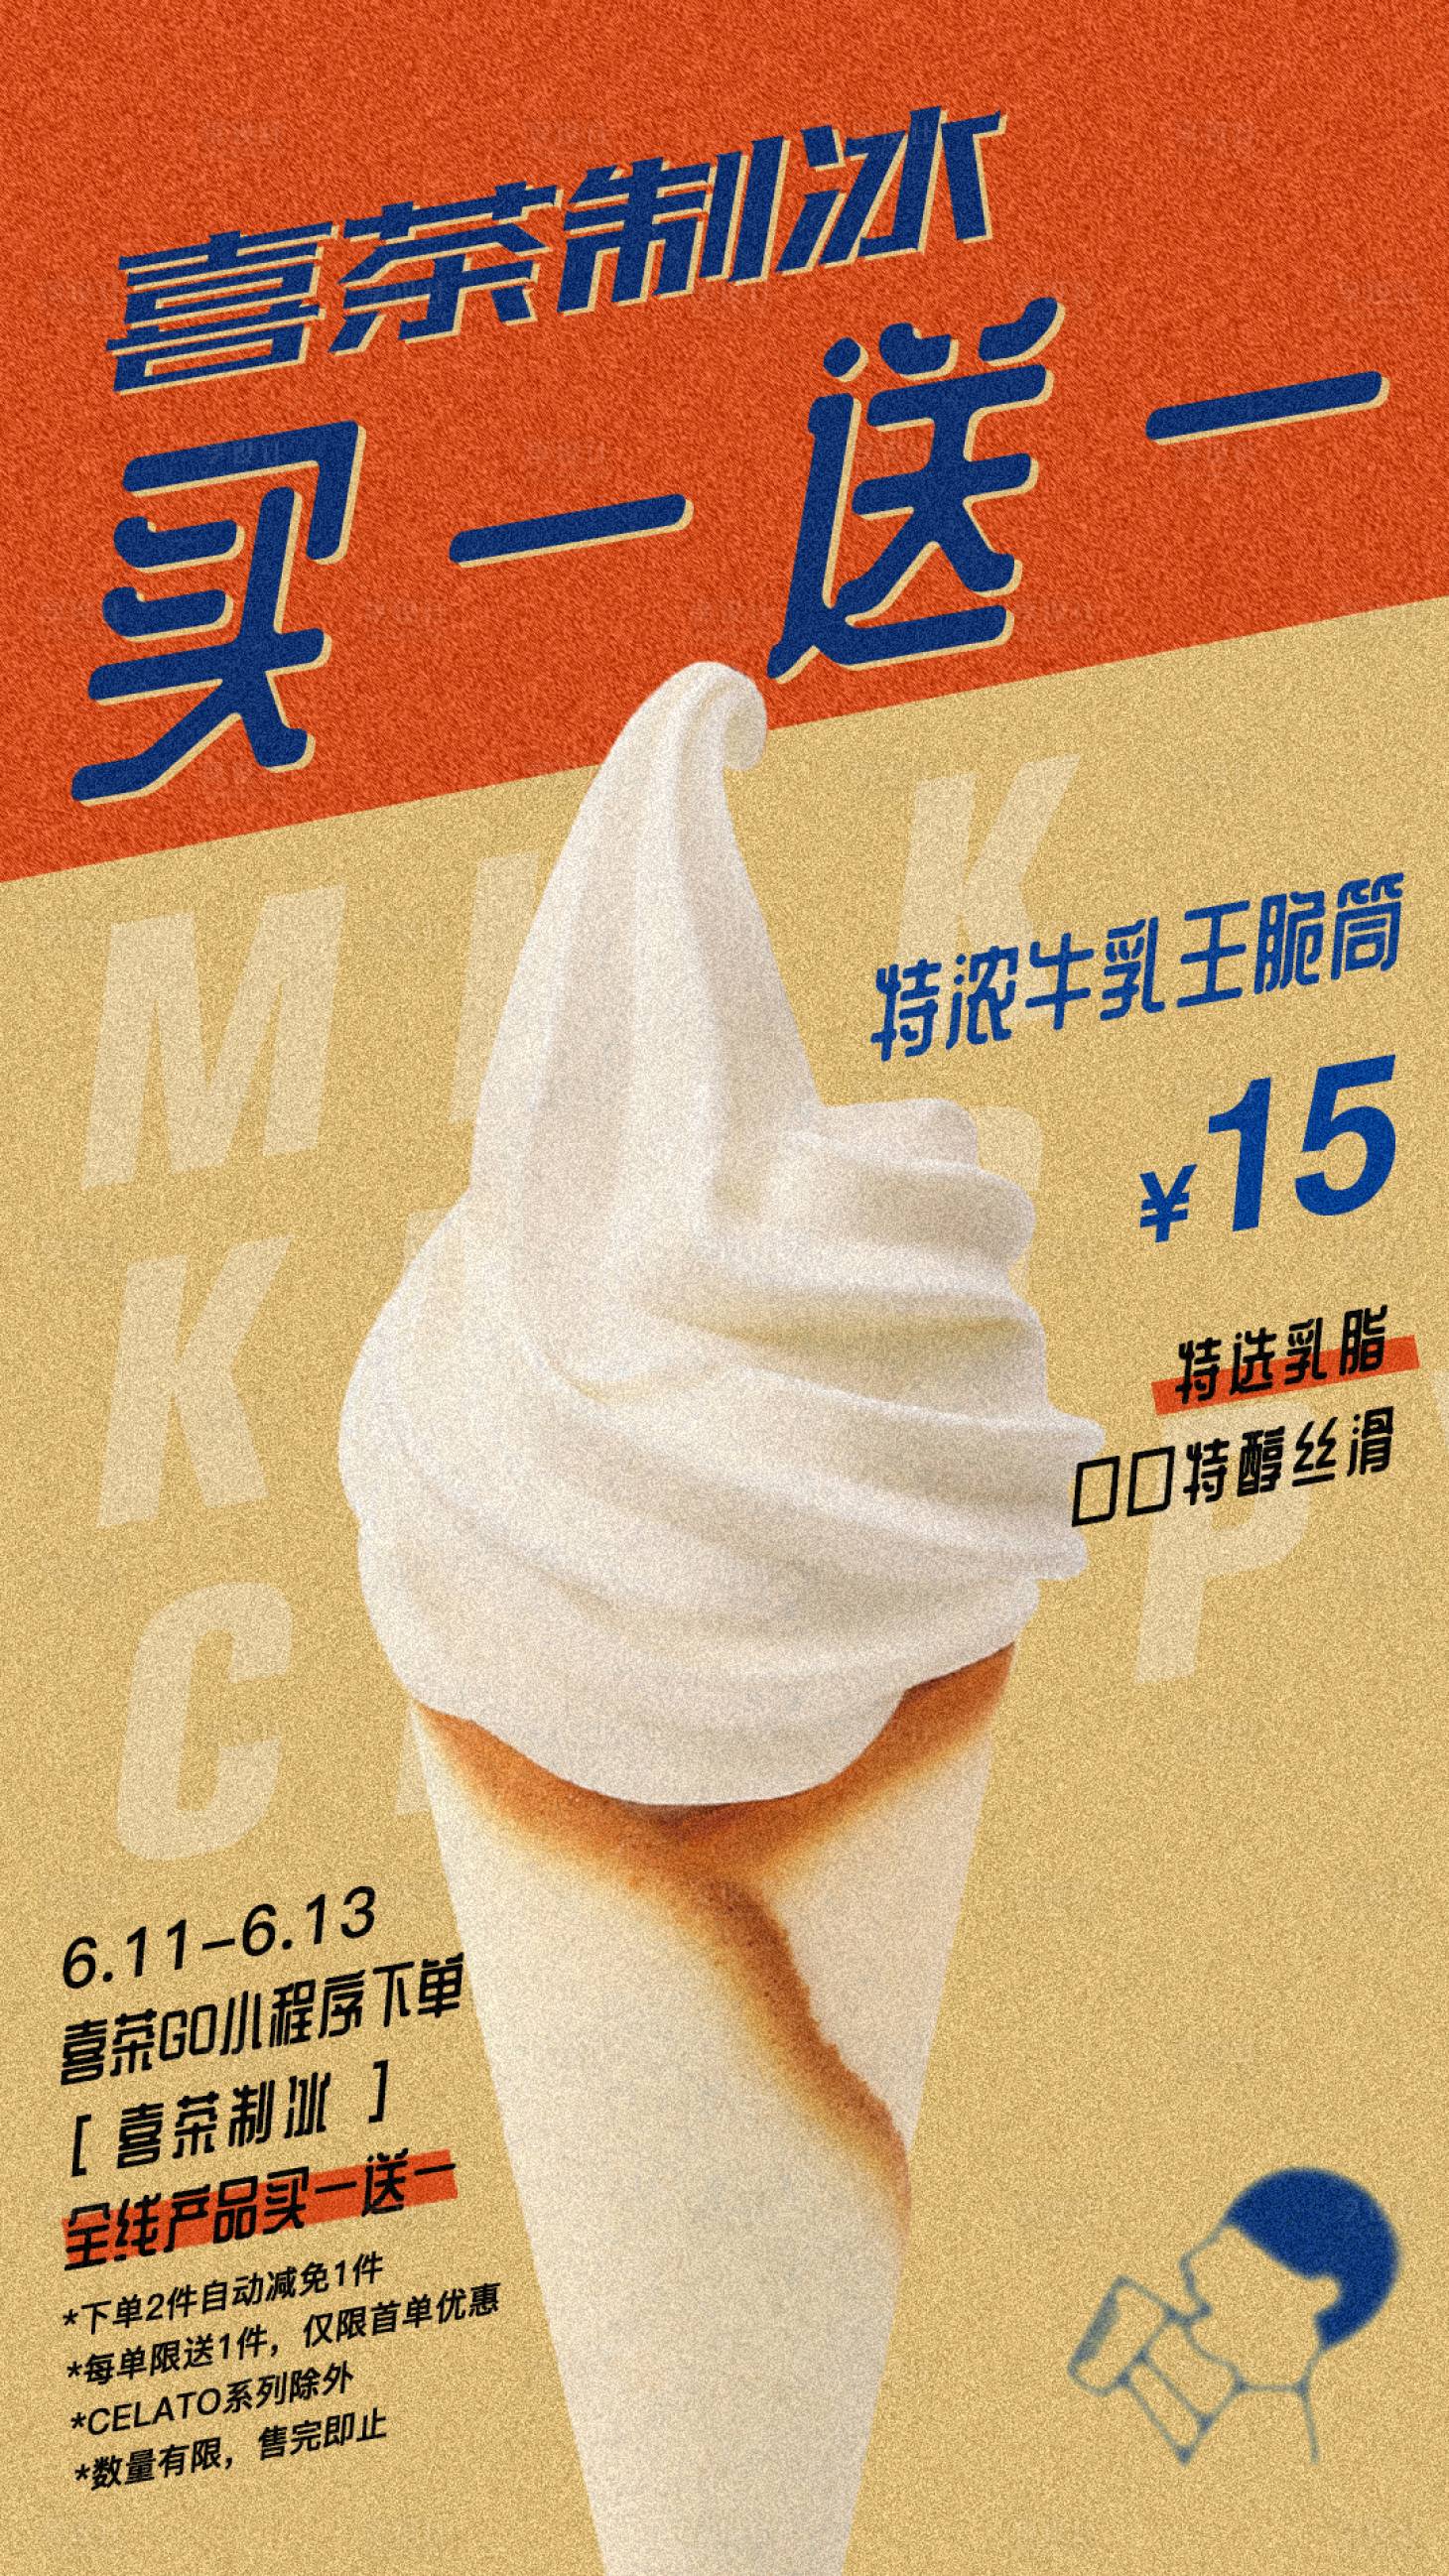 喜茶制冰
买一送一
M I K
特浓牛乳王脆筒
¥15
K
特选乳脂
□□特醇丝滑
P
C
6.11-6.13
喜茶GO小程序下单
[ 喜茶制冰 ]
全线产品买一送一
*下单2件自动减免1件
*每单限送1件，仅限首单优惠
*CELATO系列除外
*数量有限，售完即止